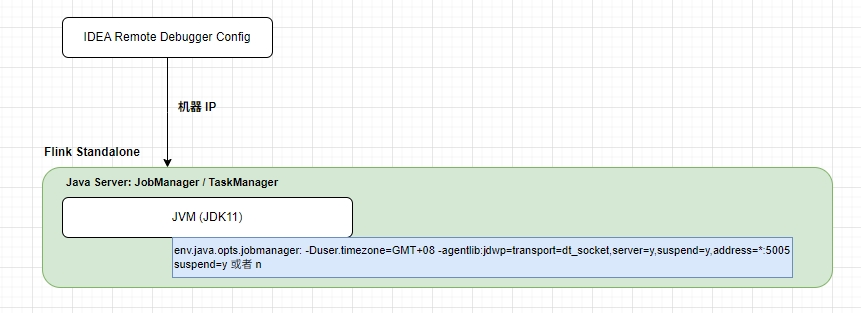 IDEA Remote Debugger Config
机器 IP
Flink Standalone
Java Server: JobManager / TaskManager
JVM (JDK11)
env.java.opts.jobmanager: -Duser.timezone=GMT+08 -agentlib:jdwp=transport=dt_socket,server=y,suspend=y,address=*:5005
suspend=y 或者 n